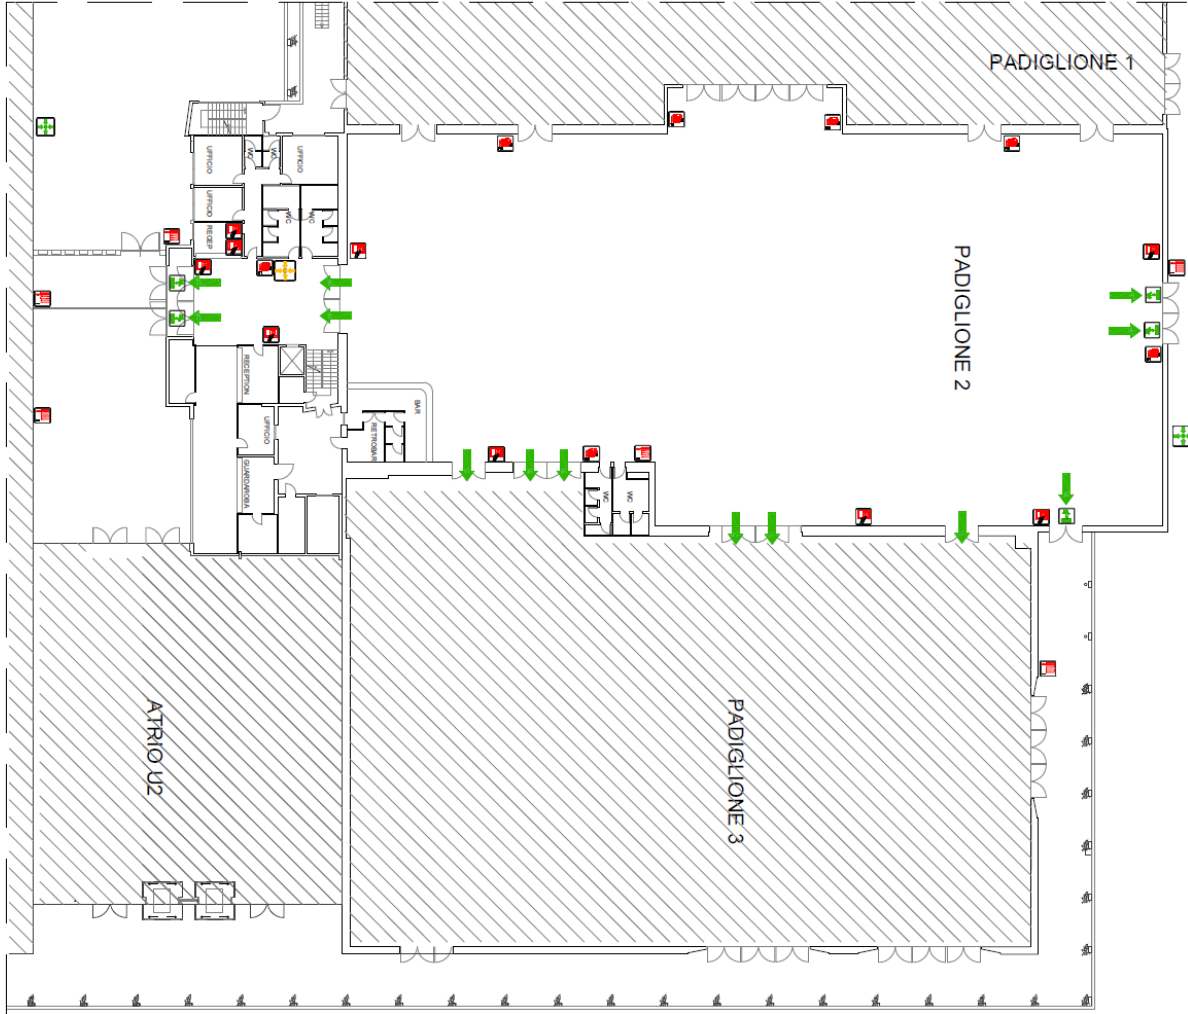 PADIGLIONE 1
UFFICIO
WC
WC
UFFICIO
UFFICIO
WC
WC
RECEP
PADIGLIONE 2
RECEPTION
BAR
UFFICIO
RETROBAR
GUARDAROBA
WC
WC
ATRIO U2
PADIGLIONE 3